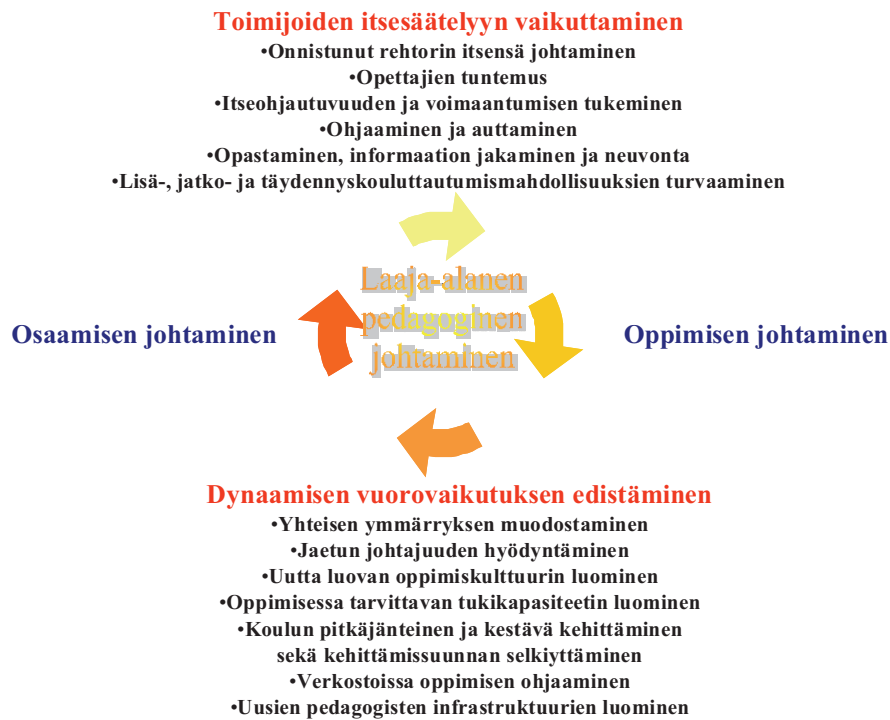 Toimijoiden itsesäätelyyn vaikuttaminen
•Onnistunut rehtorin itsensä johtaminen
•Opettajien tuntemus
•Itseohjautuvuuden ja voimaantumisen tukeminen
•Ohjaaminen ja auttaminen
•Opastaminen, informaation jakaminen ja neuvonta
•Lisä-, jatko- ja täydennyskouluttautumismahdollisuuksien turvaaminen
Laaja-alanen
pedagoginen
johtaminen
Osaamisen johtaminen
Oppimisen johtaminen
Dynaamisen vuorovaikutuksen edistäminen
•Yhteisen ymmärryksen muodostaminen
•Jaetun johtajuuden hyödyntäminen
•Uutta luovan oppimiskulttuurin luominen
•Oppimisessa tarvittavan tukikapasiteetin luominen
•Koulun pitkäjänteinen ja kestävä kehittäminen
sekä kehittämissuunnan selkiyttäminen
•Verkostoissa oppimisen ohjaaminen
•Uusien pedagogisten infrastruktuurien luominen